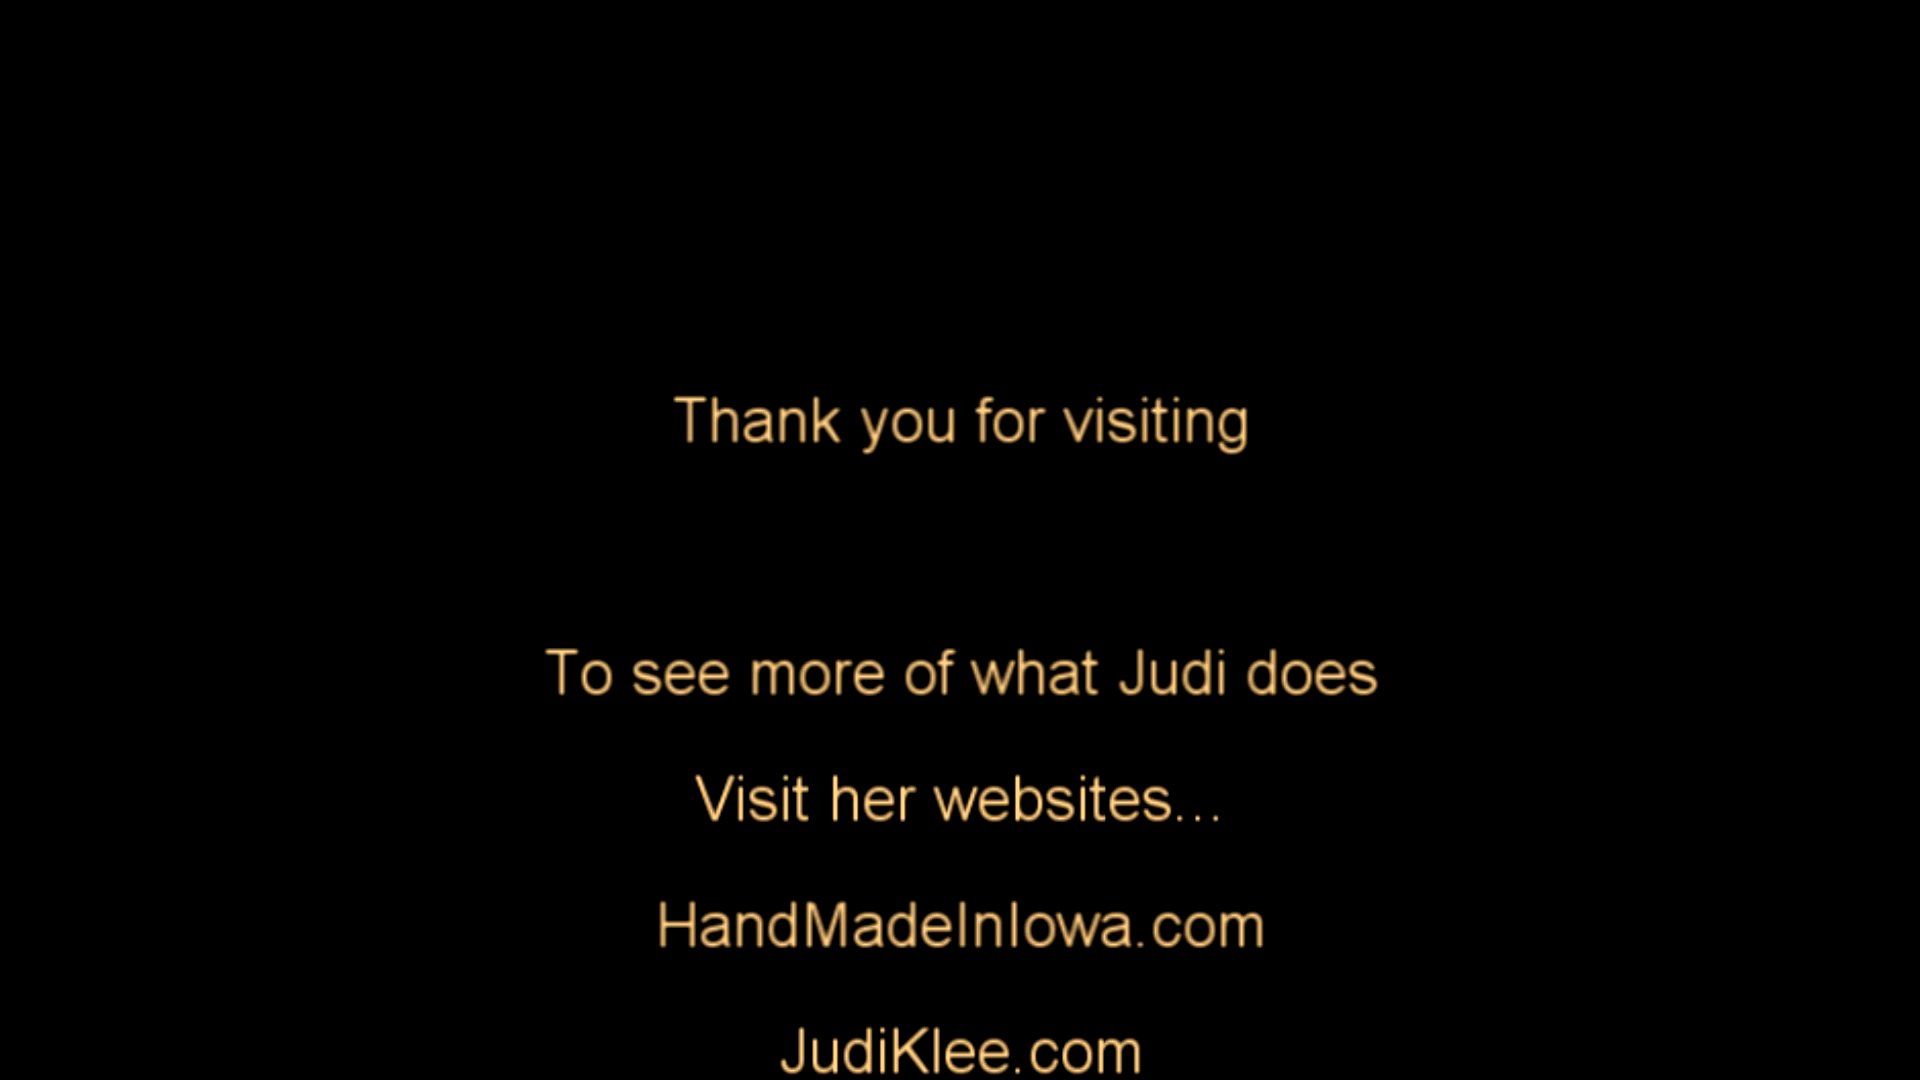 Thank you for visiting
To see more of what Judi does
Visit her websites...
HandMadeInIowa.com
JudiKlee.com